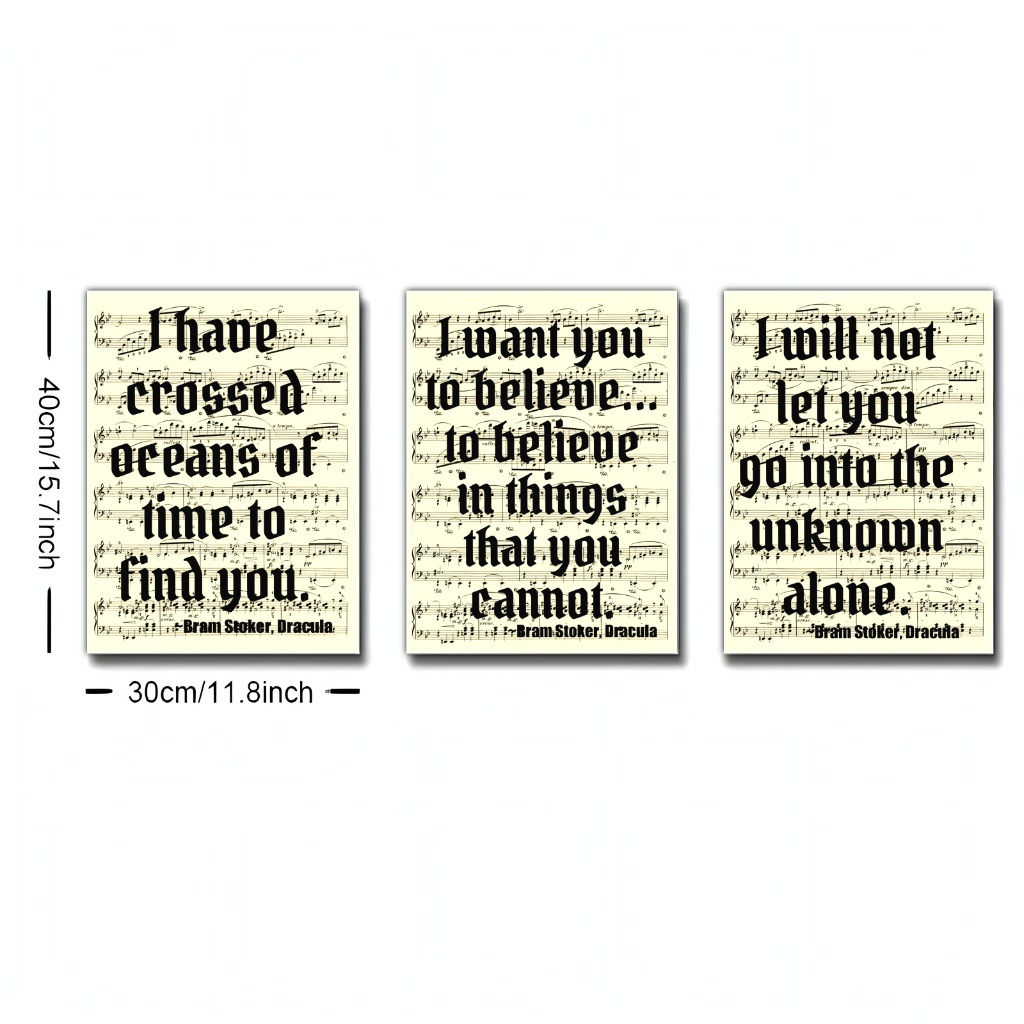 I have
crossed
oceans of
time to
find you.
~Bram Stoker, Dracula
I want you
to believe...
to believe
in things
that you
cannot.
~Bram Stoker, Dracula
I will not
let you
go into the
unknown
alone.
~Bram Stoker, Dracula
40cm/15.7inch
30cm/11.8inch